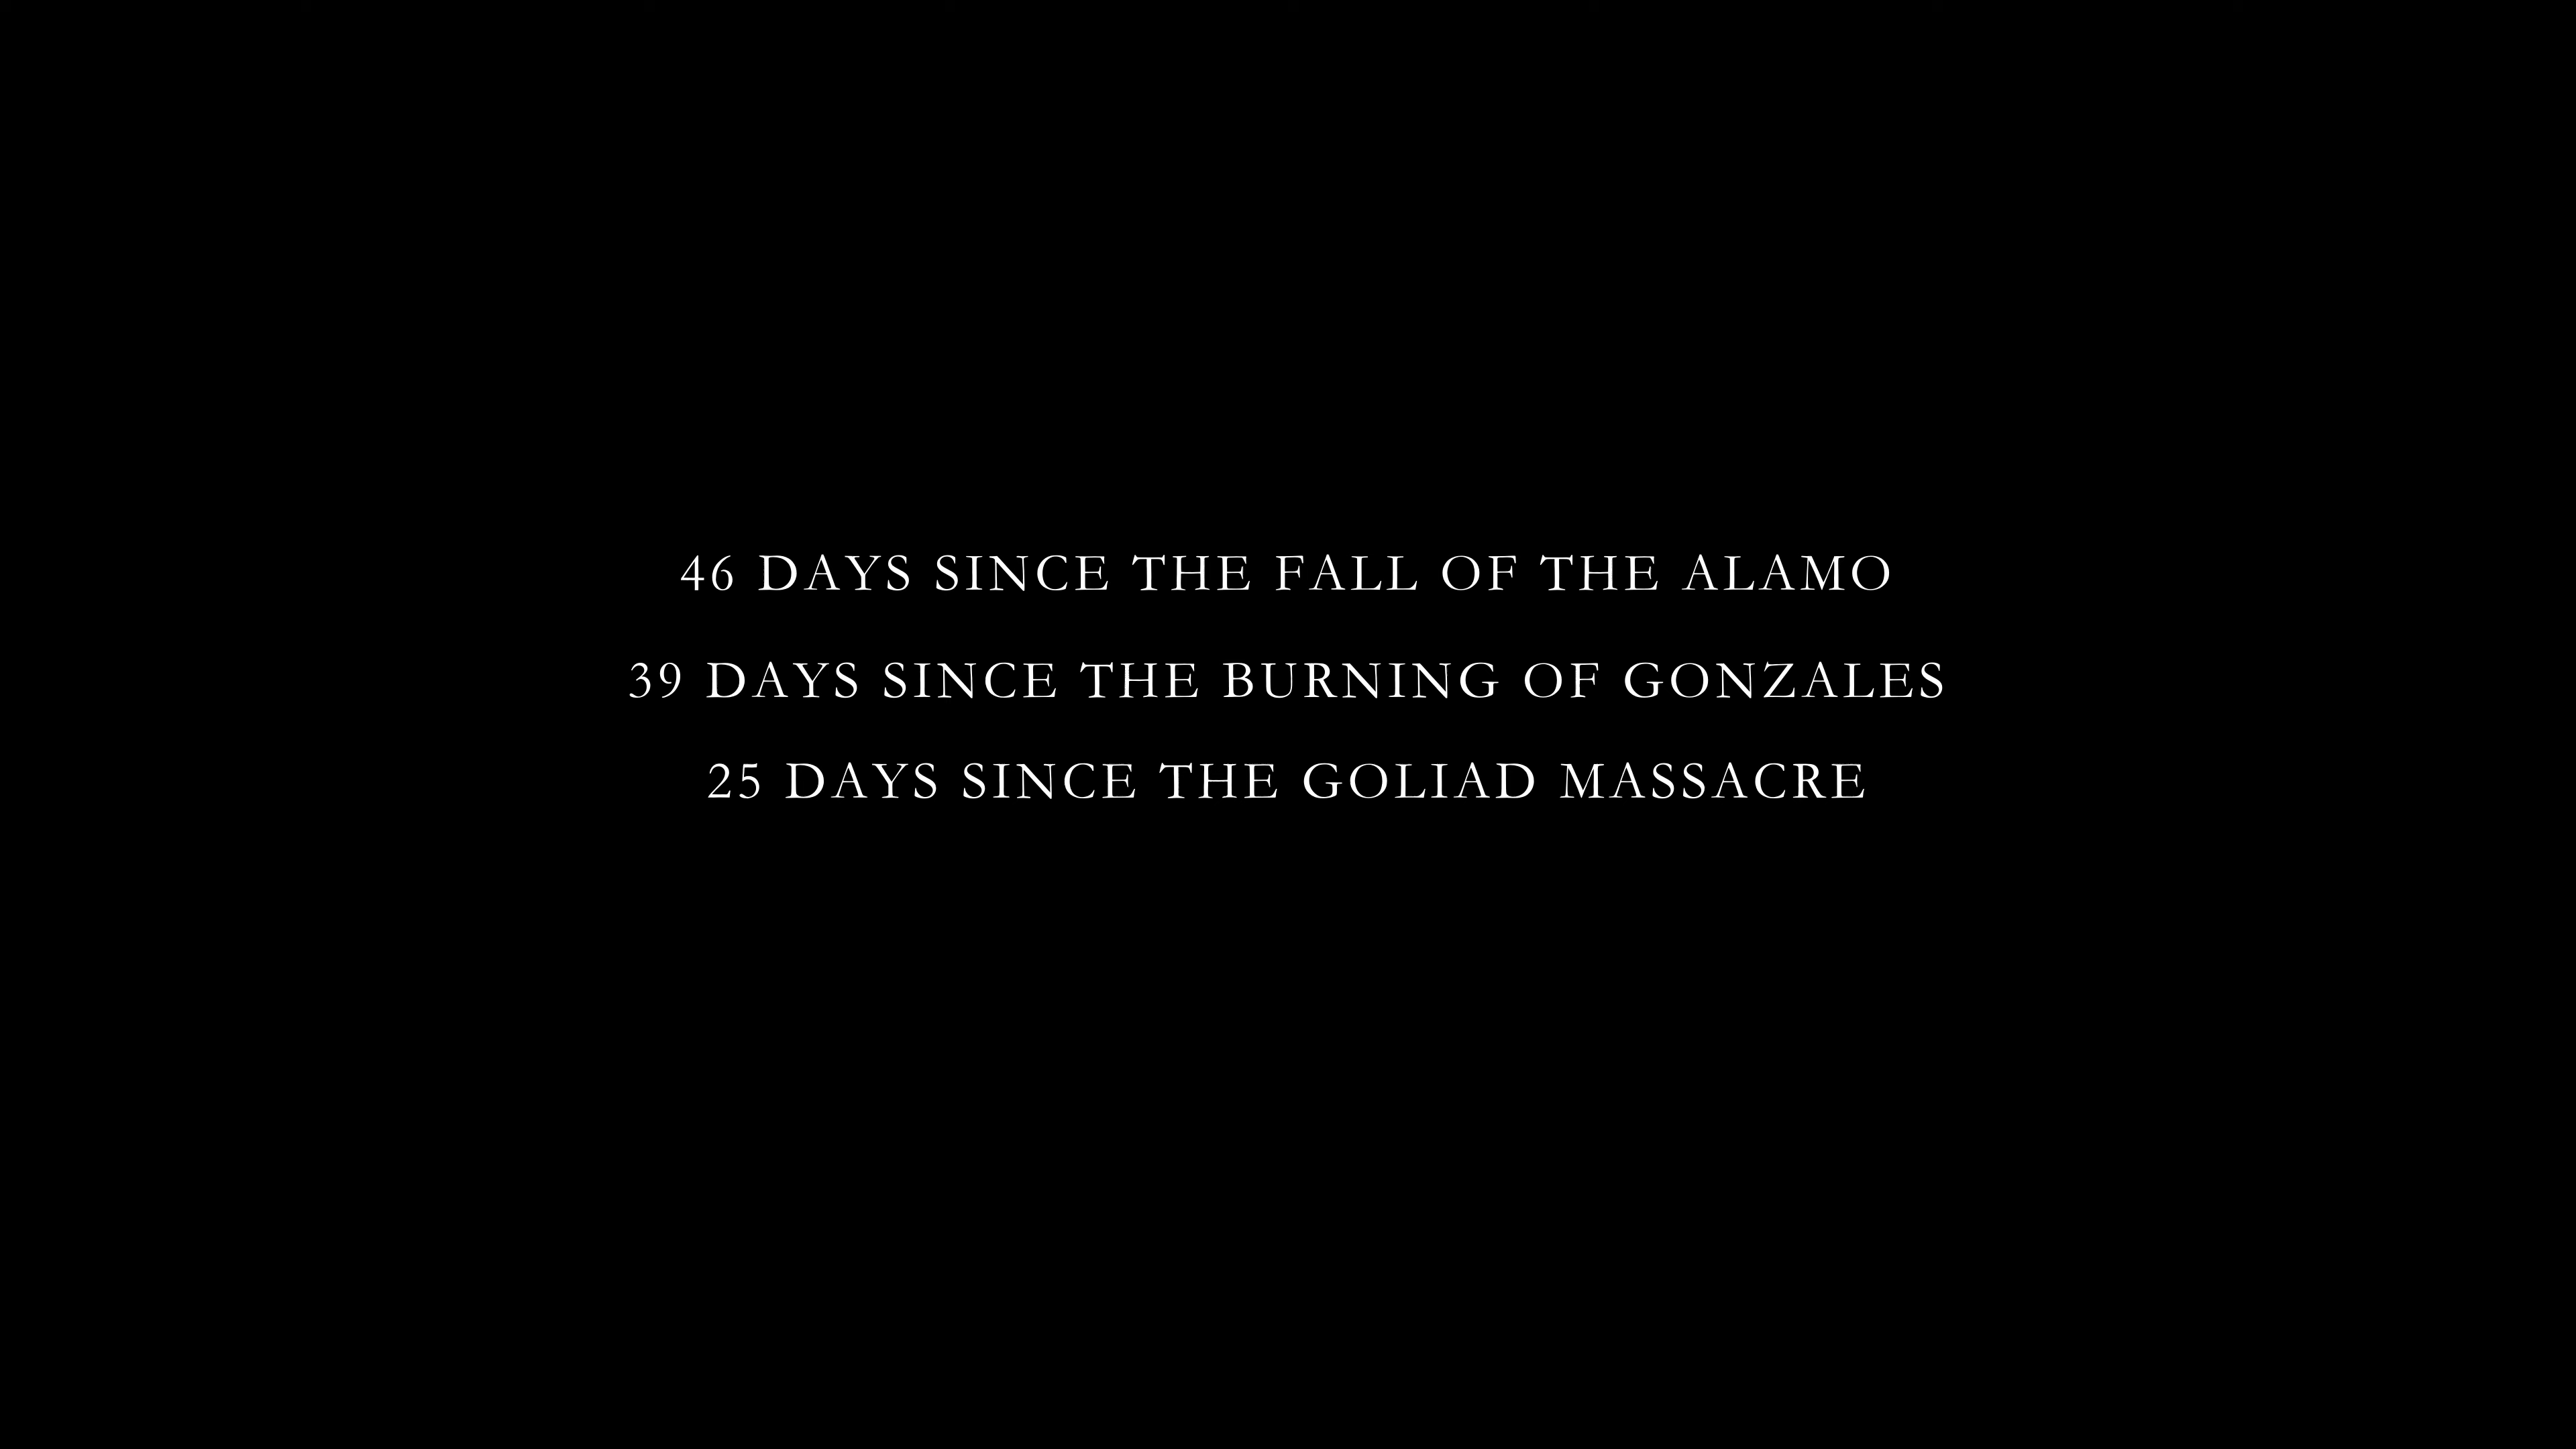 46 DAYS SINCE THE FALL OF THE ALAMO
39 DAYS SINCE THE BURNING OF GONZALES
25 DAYS SINCE THE GOLIAD MASSACRE